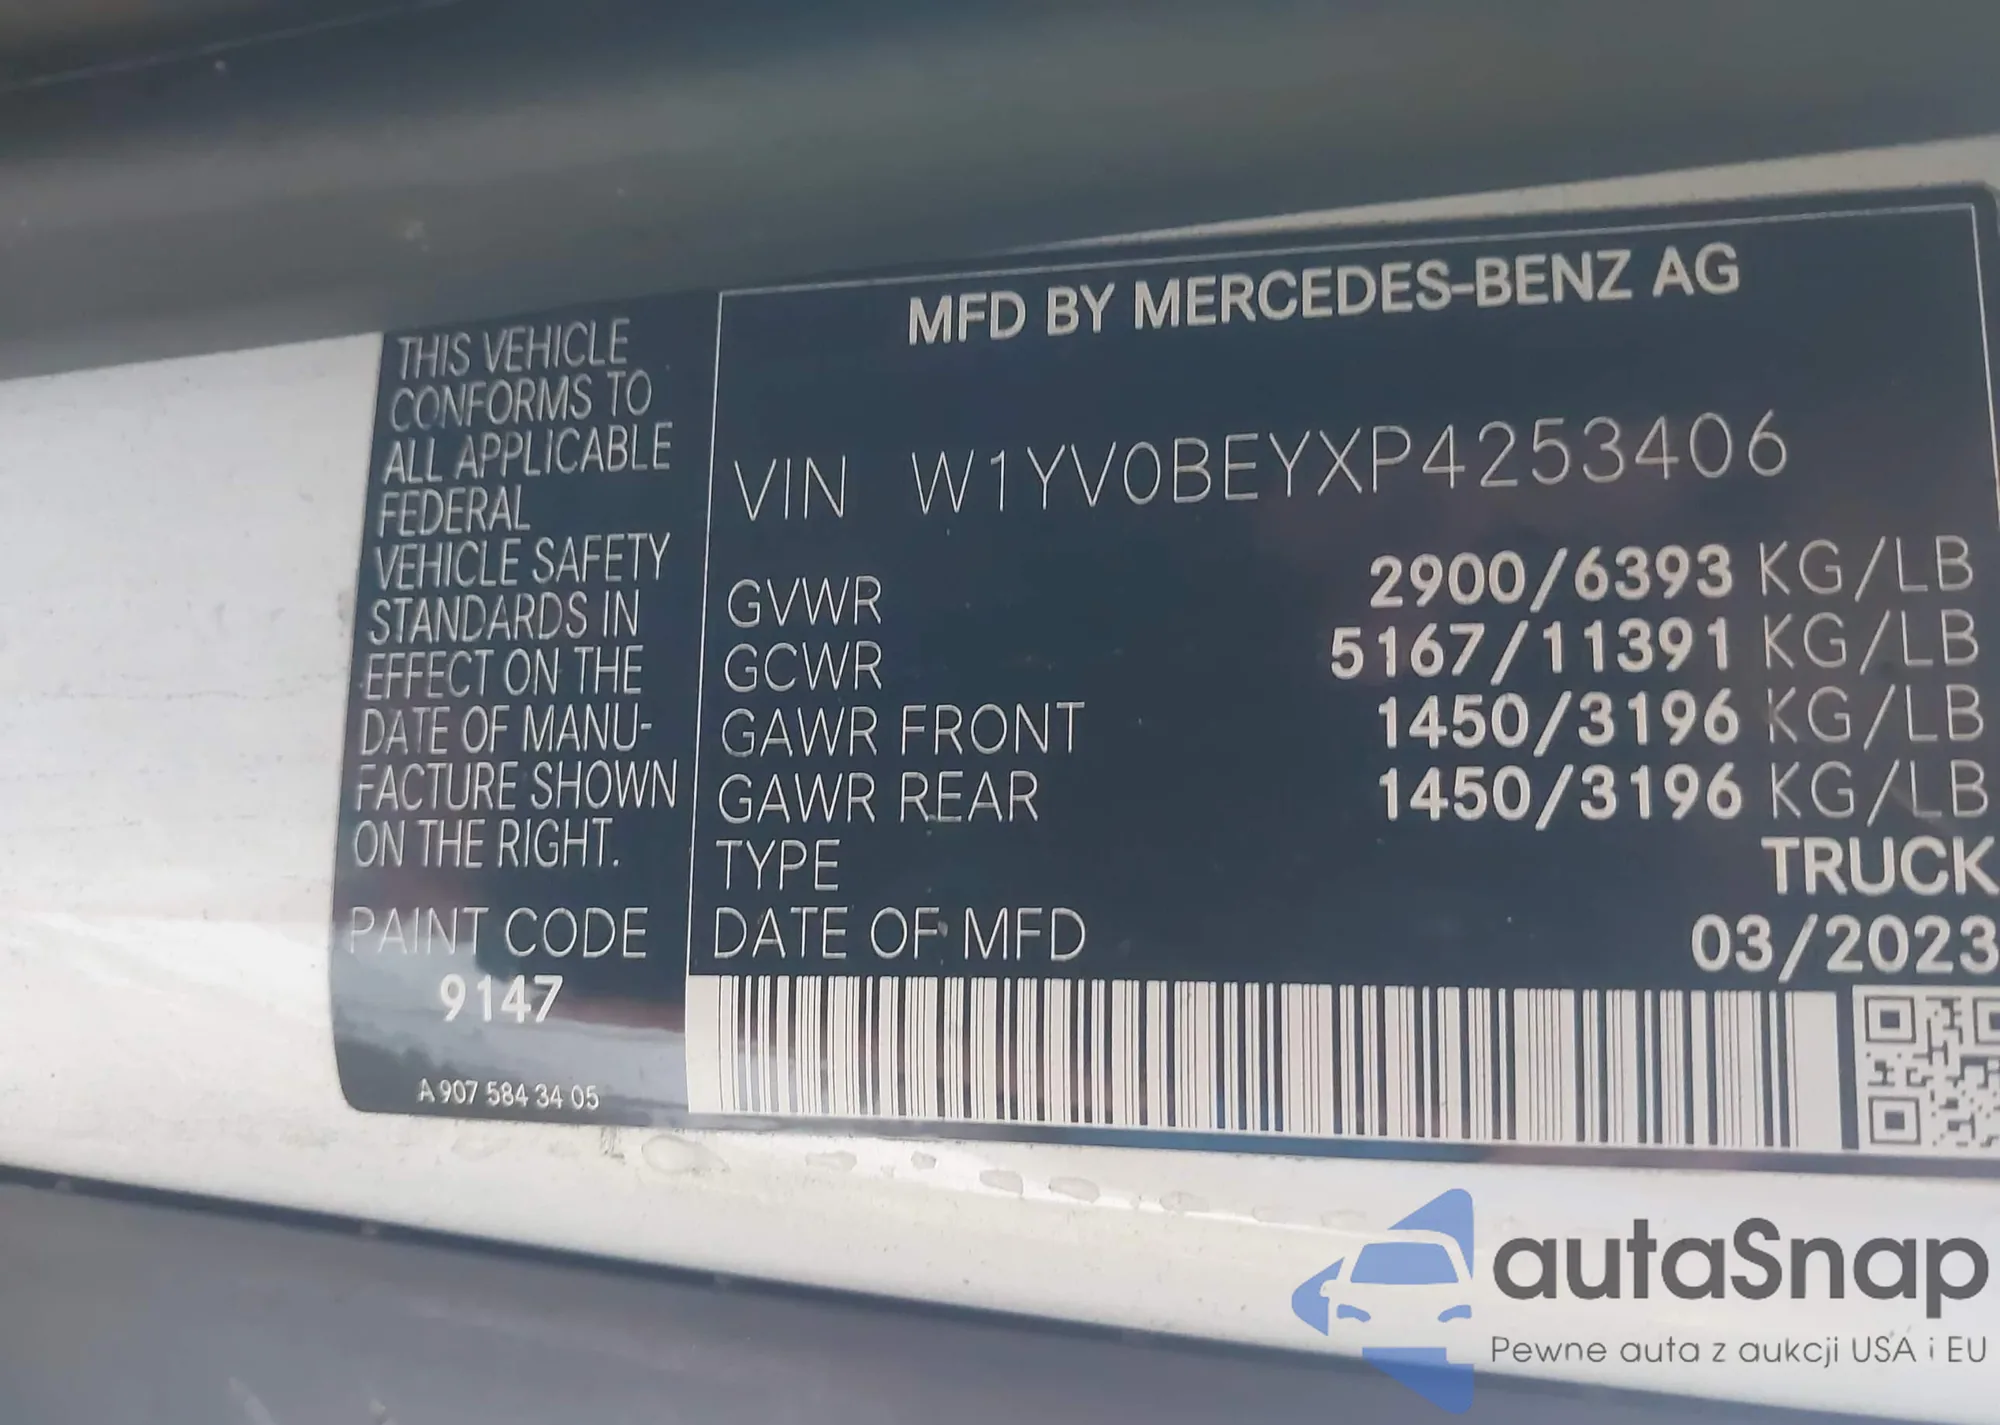 THIS VEHICLE
CONFORMS TO
ALL APPLICABLE
FEDERAL
VEHICLE SAFETY
STANDARDS IN
EFFECT ON THE
DATE OF MANU-
FACTURE SHOWN
ON THE RIGHT.
PAINT CODE
9147
A 907 584 34 05
MFD BY MERCEDES-BENZ AG
VIN W1YV0BEYXP4253406
GVWR 2900/6393 KG/LB
GCWR 5167/11391 KG/LB
GAWR FRONT 1450/3196 KG/LB
GAWR REAR 1450/3196 KG/LB
TYPE TRUCK
DATE OF MFD 03/2023
autaSnap
Pewne auta z aukcji USA i EU